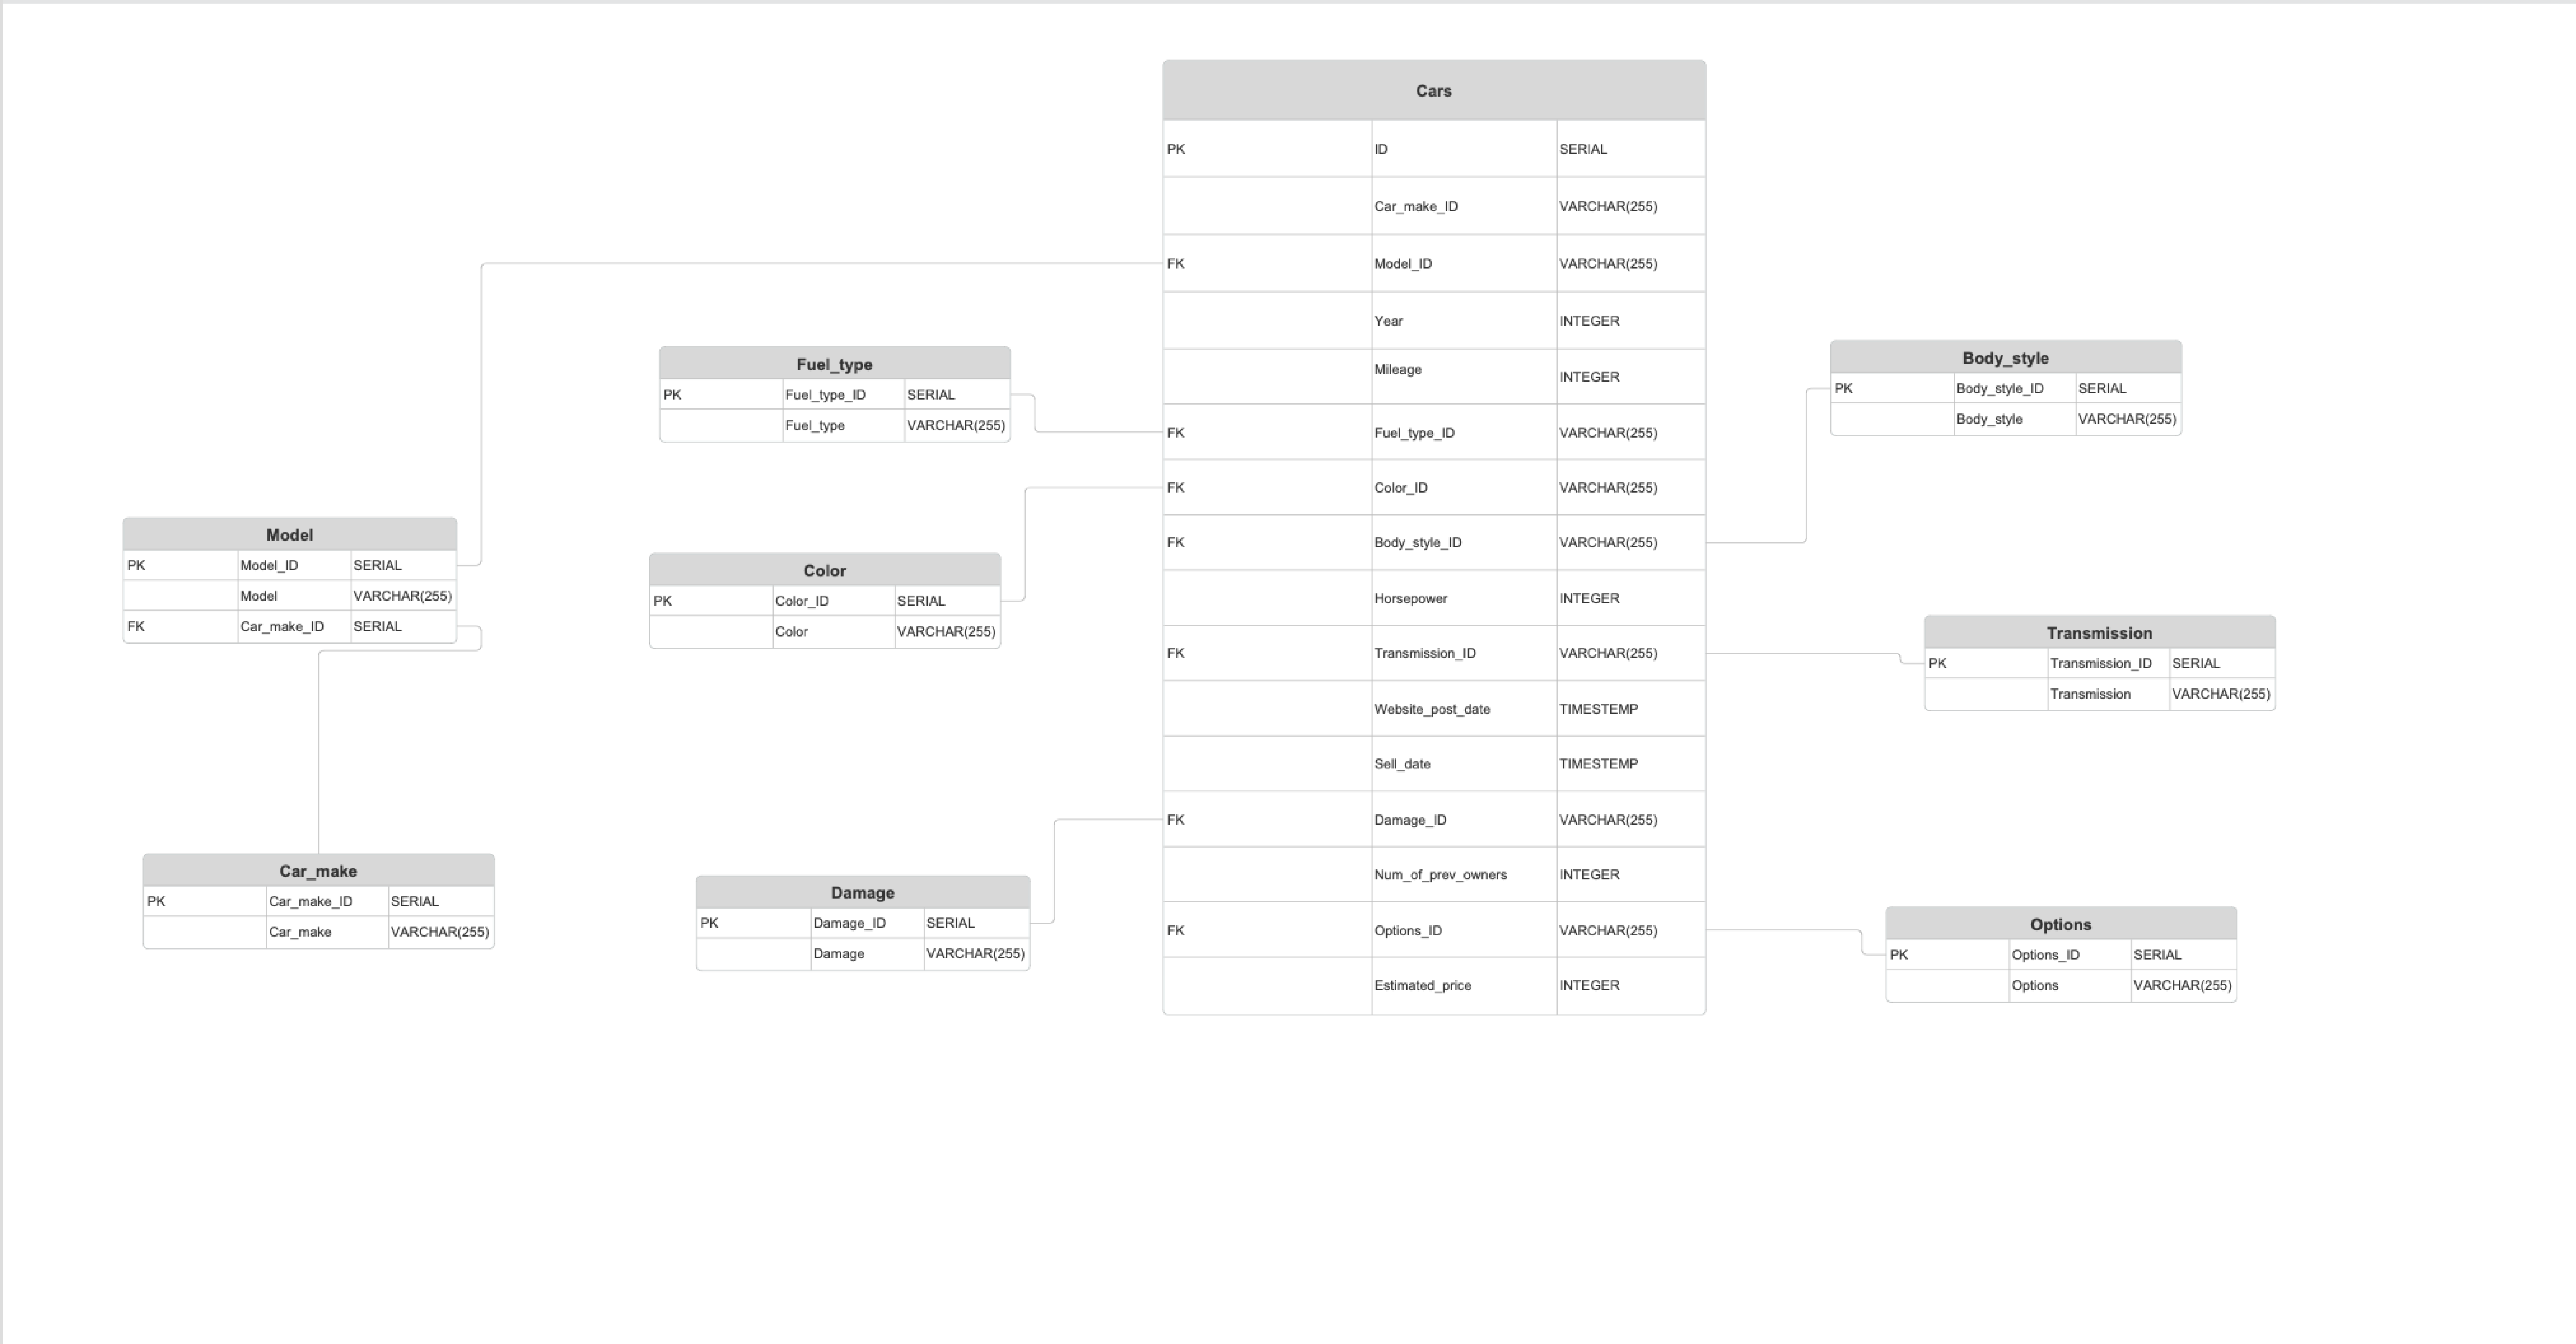 Cars
PK ID SERIAL
Car_make_ID VARCHAR(255)
FK Model_ID VARCHAR(255)
Year INTEGER
Mileage INTEGER
FK Fuel_type_ID VARCHAR(255)
FK Color_ID VARCHAR(255)
FK Body_style_ID VARCHAR(255)
Horsepower INTEGER
FK Transmission_ID VARCHAR(255)
Website_post_date TIMESTEMP
Sell_date TIMESTEMP
FK Damage_ID VARCHAR(255)
Num_of_prev_owners INTEGER
FK Options_ID VARCHAR(255)
Estimated_price INTEGER
Fuel_type
PK Fuel_type_ID SERIAL
Fuel_type VARCHAR(255)
Body_style
PK Body_style_ID SERIAL
Body_style VARCHAR(255)
Model
PK Model_ID SERIAL
Model VARCHAR(255)
FK Car_make_ID SERIAL
Color
PK Color_ID SERIAL
Color VARCHAR(255)
Transmission
PK Transmission_ID SERIAL
Transmission VARCHAR(255)
Car_make
PK Car_make_ID SERIAL
Car_make VARCHAR(255)
Damage
PK Damage_ID SERIAL
Damage VARCHAR(255)
Options
PK Options_ID SERIAL
Options VARCHAR(255)